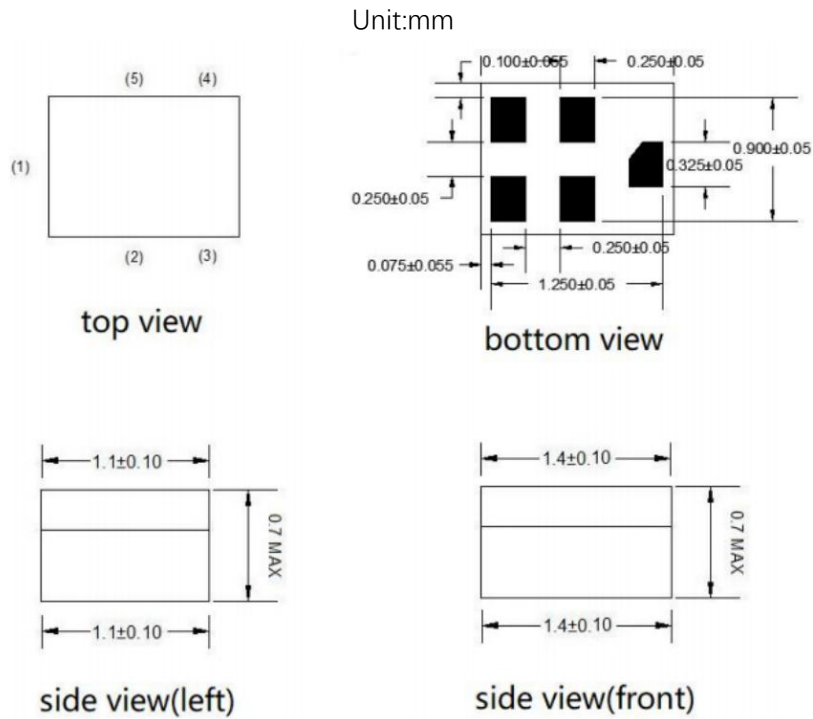 Unit:mm
(5) (4)
(1)
(2) (3)
top view
0.100±0.055 0.250±0.05
0.900±0.05
0.325±0.05
0.250±0.05
0.250±0.05
0.075±0.055
1.250±0.05
bottom view
1.1±0.10
0.7 MAX
1.1±0.10
side view(left)
1.4±0.10
0.7 MAX
1.4±0.10
side view(front)